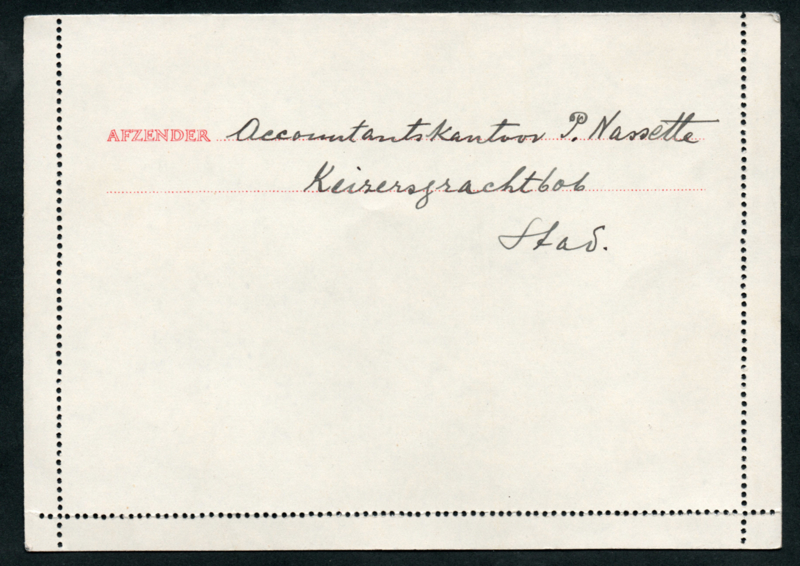 AFZENDER Accountantskantoor P. Nassette
Keizersgracht 606
Stad.